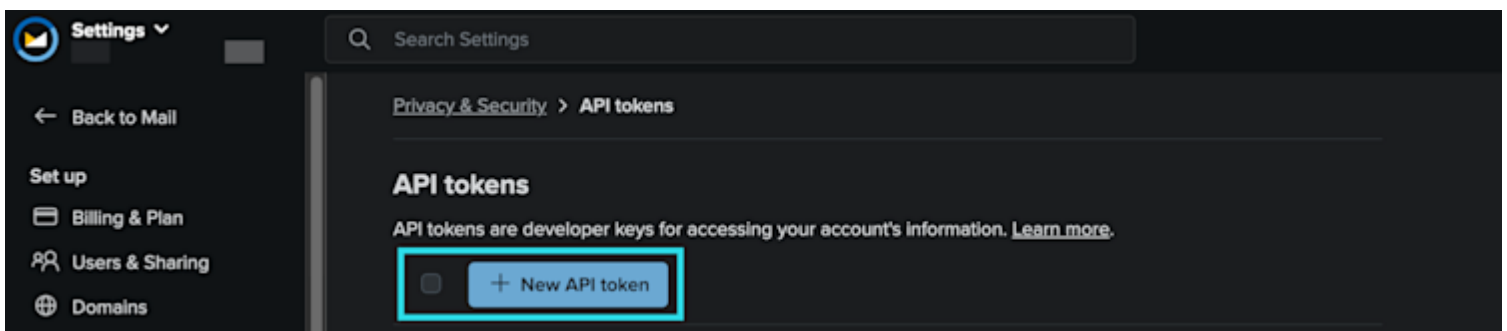 Settings
Search Settings
Back to Mail
Set up
Billing & Plan
Users & Sharing
Domains
Privacy & Security > API tokens
API tokens
API tokens are developer keys for accessing your account's information. Learn more.
+ New API token